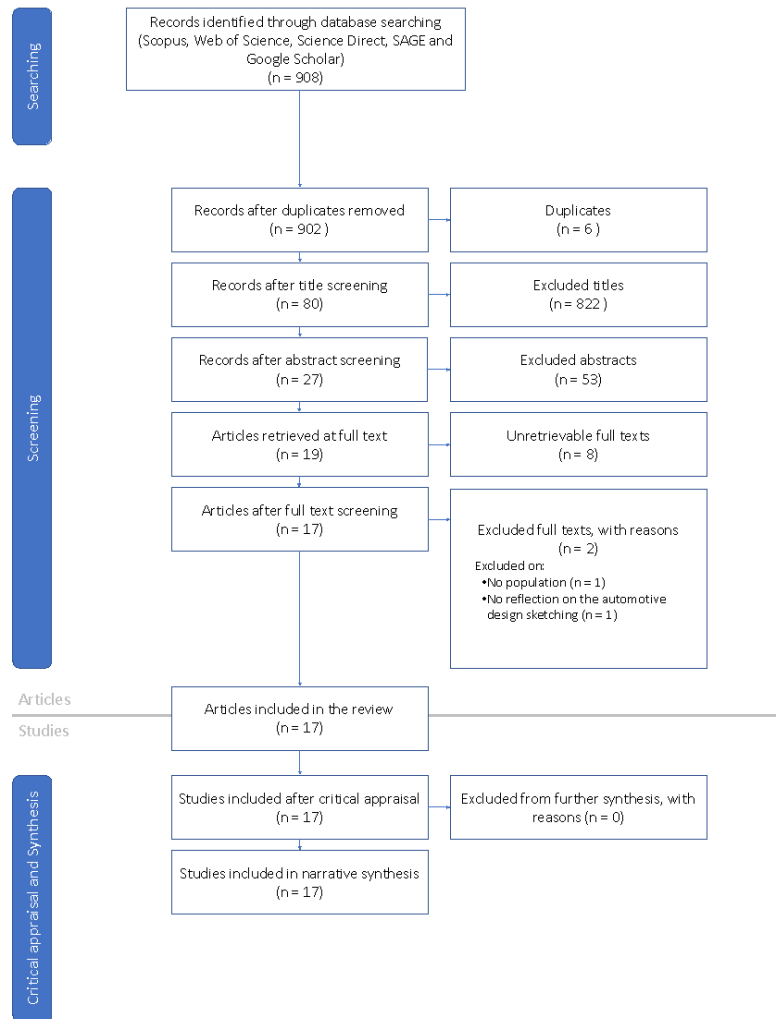 Searching
Records identified through database searching
(Scopus, Web of Science, Science Direct, SAGE and
Google Scholar)
(n = 908)
Screening
Records after duplicates removed
(n = 902 )
Duplicates
(n = 6 )
Records after title screening
(n = 80)
Excluded titles
(n = 822 )
Records after abstract screening
(n = 27)
Excluded abstracts
(n = 53)
Articles retrieved at full text
(n = 19)
Unretrievable full texts
(n = 8)
Articles after full text screening
(n = 17)
Excluded full texts, with reasons
(n = 2)
Excluded on:
•No population (n = 1)
•No reflection on the automotive
design sketching (n = 1)
Articles
Studies
Articles included in the review
(n = 17)
Critical appraisal and Synthesis
Studies included after critical appraisal
(n = 17)
Excluded from further synthesis, with
reasons (n = 0)
Studies included in narrative synthesis
(n = 17)